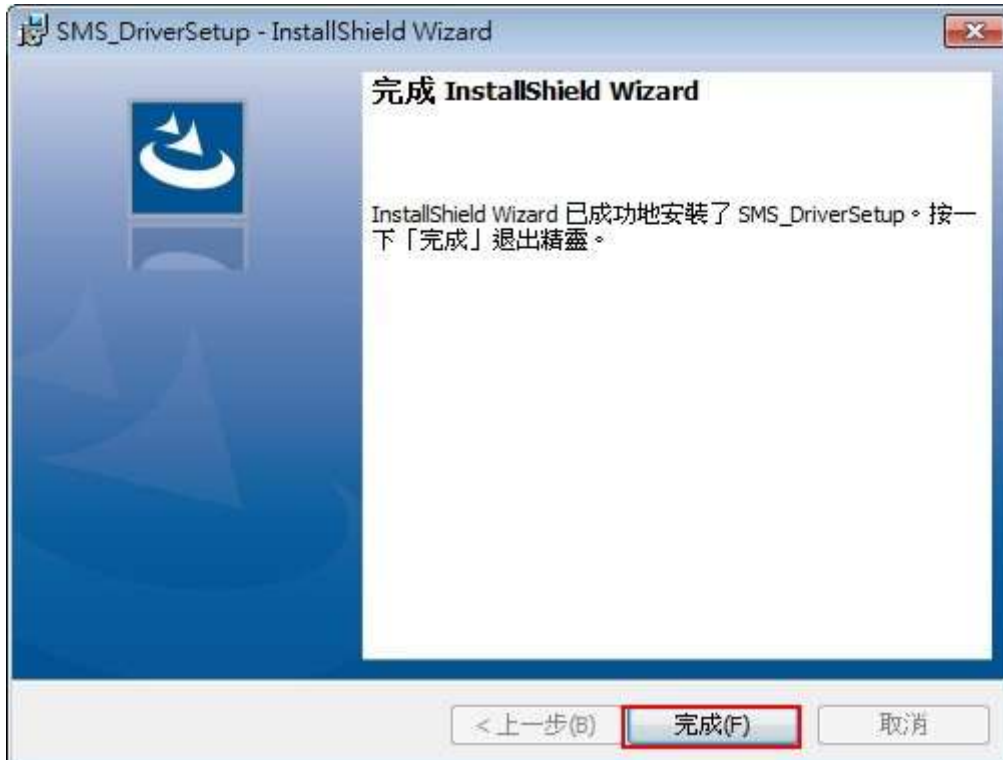 SMS_DriverSetup - InstallShield Wizard
完成 InstallShield Wizard
InstallShield Wizard 已成功地安裝了 SMS_DriverSetup。按一
下「完成」退出精靈。
<上一步(B)
完成(F)
取消